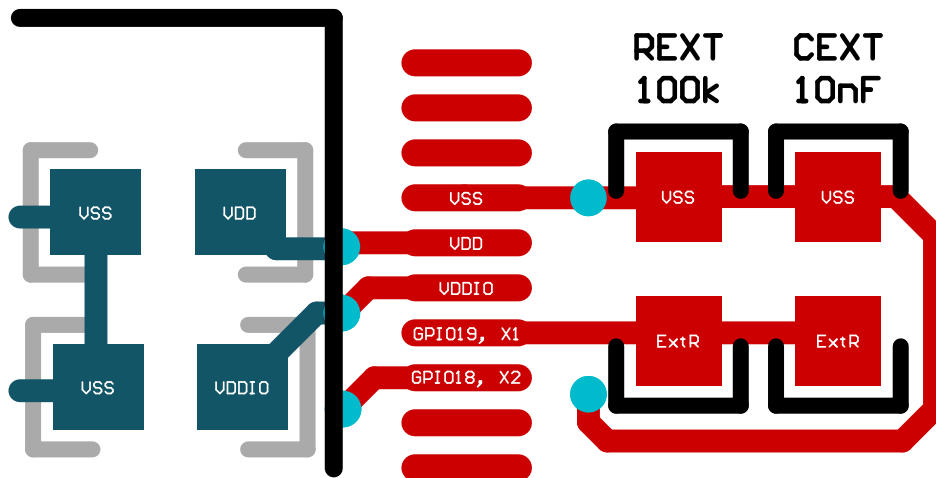 REXT
100k
CEXT
10nF
VSS
VDD
VSS
VDDIO
VSS
VDD
VDDIO
GPIO19, X1
GPIO18, X2
VSS
VSS
ExtR
ExtR